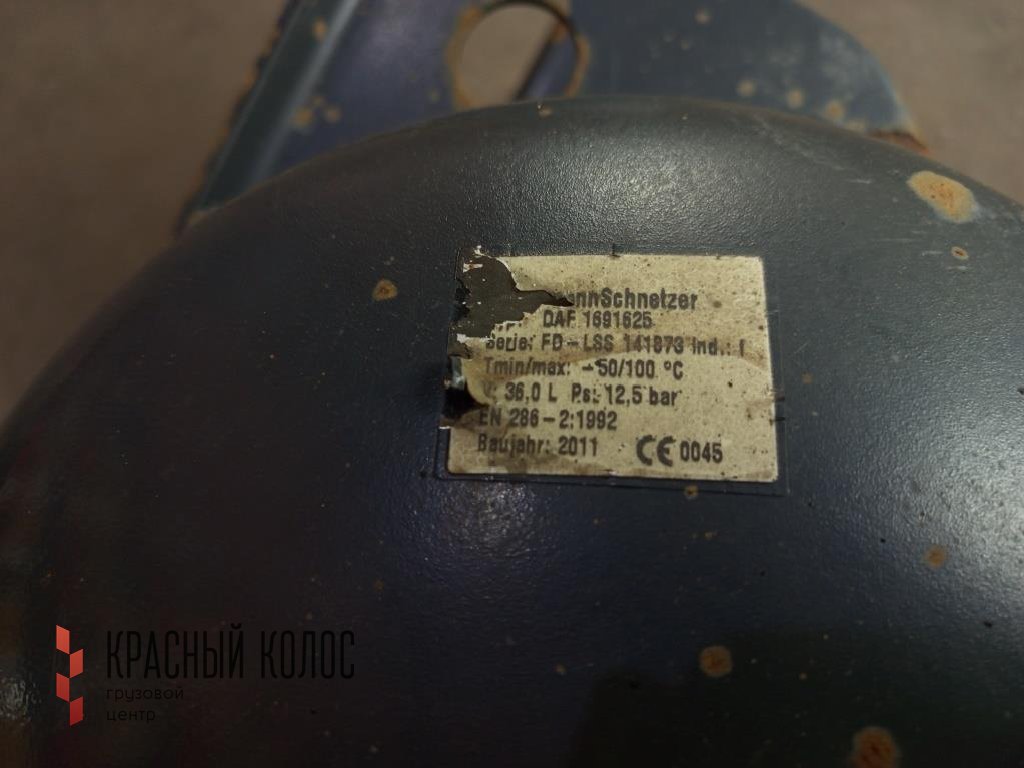 nnSchnetzer
DAF 1691625
Serie: FD-LSS 141873 Ind.: f
Tmin/max: -50/100 °C
V: 36,0 L Ps: 12,5 bar
EN 286-2:1992
Baujahr: 2011 CE 0045
КРАСНЫЙ КОЛОС
грузовой
центр